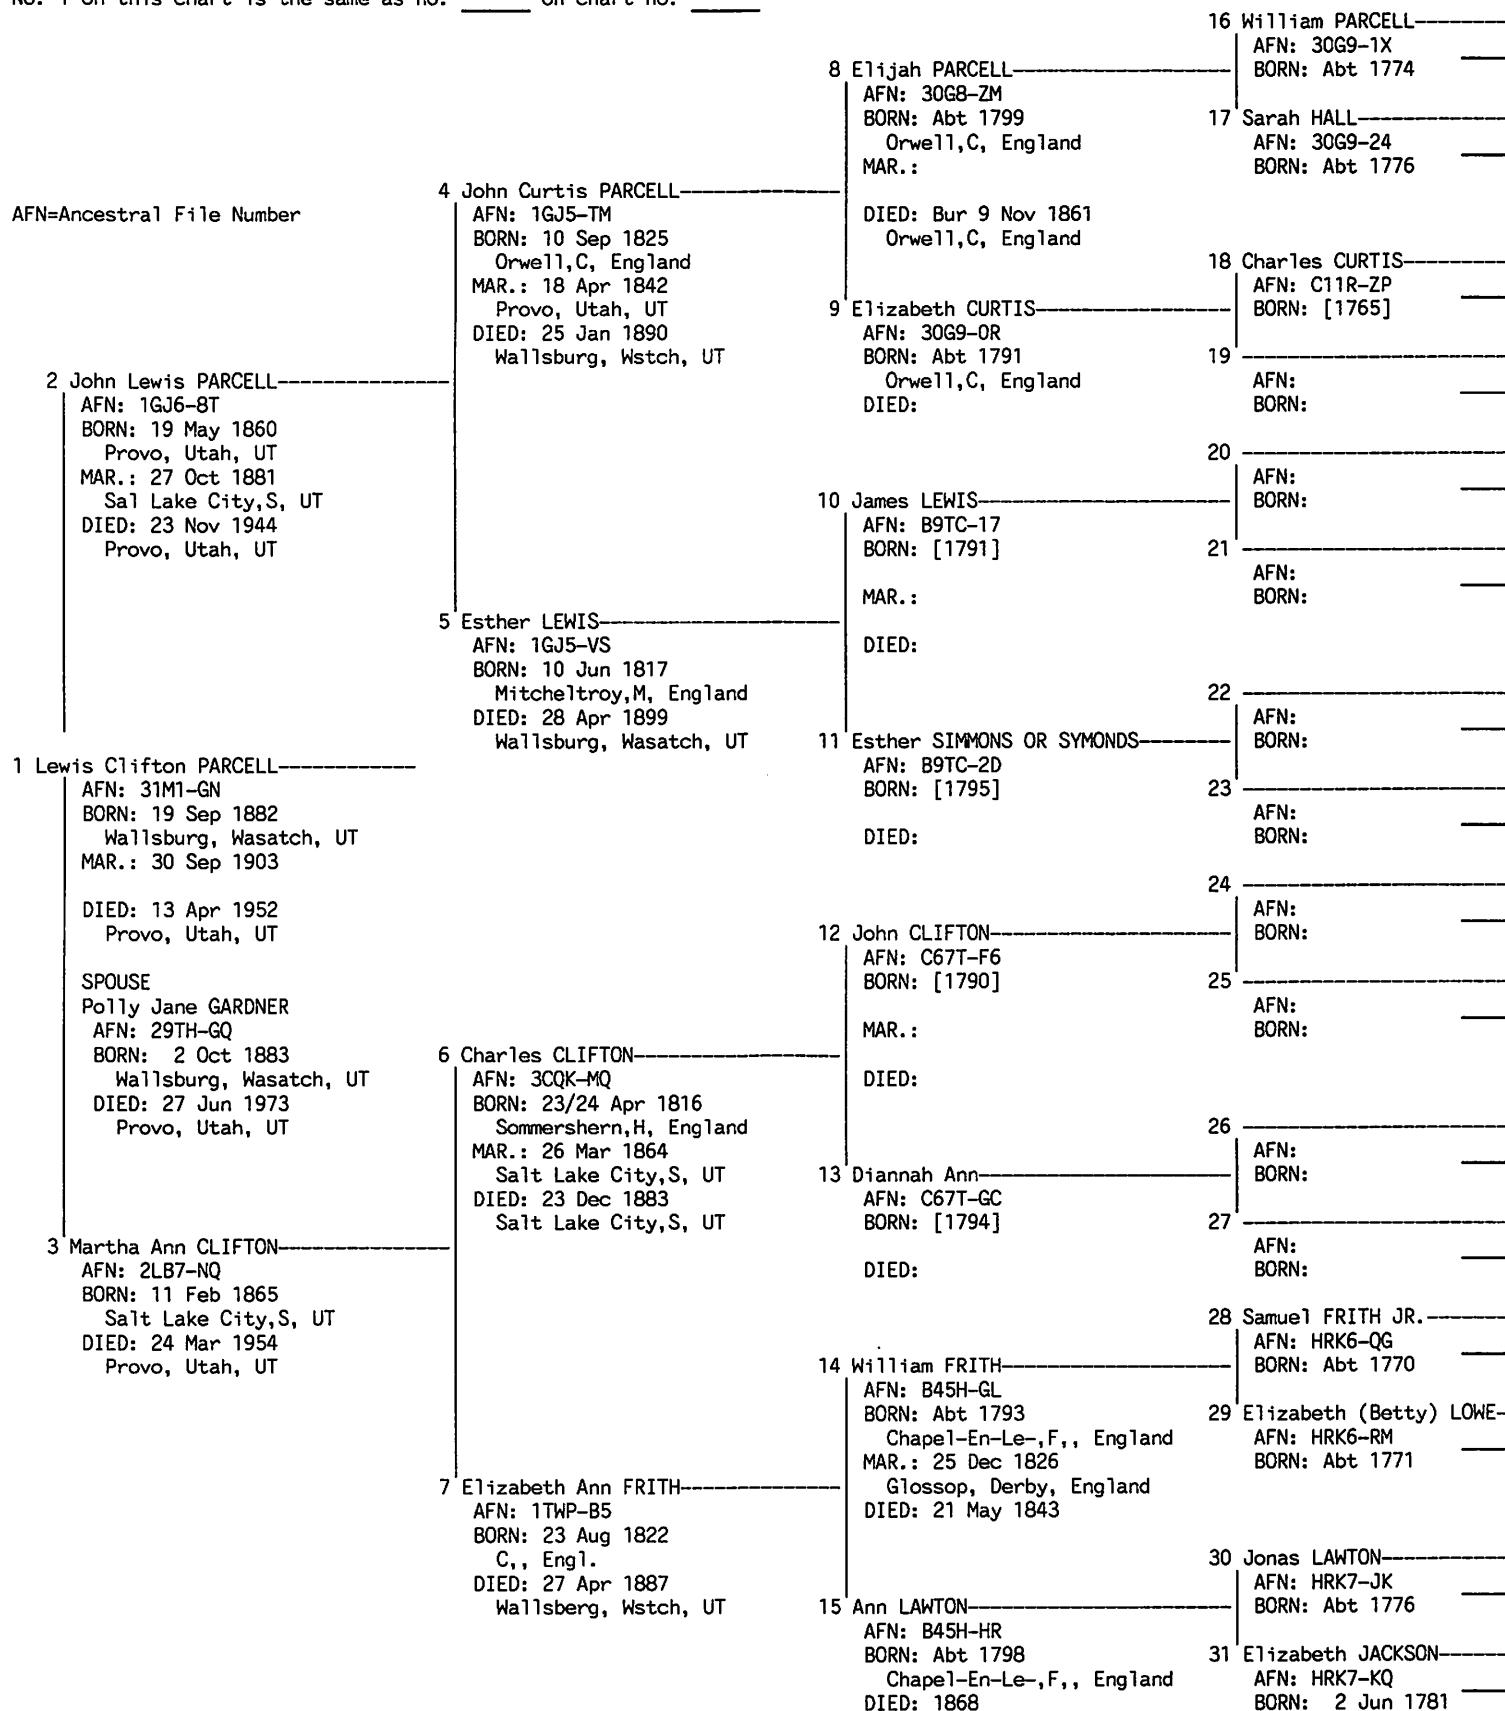 No. 1 on this chart is the same as no. _____ on chart no. _____
AFN=Ancestral File Number
1 Lewis Clifton PARCELL
AFN: 31M1-GN
BORN: 19 Sep 1882
Wallsburg, Wasatch, UT
MAR.: 30 Sep 1903
DIED: 13 Apr 1952
Provo, Utah, UT
SPOUSE
Polly Jane GARDNER
AFN: 29TH-GQ
BORN: 2 Oct 1883
Wallsburg, Wasatch, UT
DIED: 27 Jun 1973
Provo, Utah, UT
2 John Lewis PARCELL
AFN: 1GJ6-8T
BORN: 19 May 1860
Provo, Utah, UT
MAR.: 27 Oct 1881
Sal Lake City,S, UT
DIED: 23 Nov 1944
Provo, Utah, UT
3 Martha Ann CLIFTON
AFN: 2LB7-NQ
BORN: 11 Feb 1865
Salt Lake City,S, UT
DIED: 24 Mar 1954
Provo, Utah, UT
4 John Curtis PARCELL
AFN: 1GJ5-TM
BORN: 10 Sep 1825
Orwell,C, England
MAR.: 18 Apr 1842
Provo, Utah, UT
DIED: 25 Jan 1890
Wallsburg, Wstch, UT
5 Esther LEWIS
AFN: 1GJ5-VS
BORN: 10 Jun 1817
Mitcheltroy,M, England
DIED: 28 Apr 1899
Wallsburg, Wasatch, UT
6 Charles CLIFTON
AFN: 3CQK-MQ
BORN: 23/24 Apr 1816
Sommershern,H, England
MAR.: 26 Mar 1864
Salt Lake City,S, UT
DIED: 23 Dec 1883
Salt Lake City,S, UT
7 Elizabeth Ann FRITH
AFN: 1TWP-B5
BORN: 23 Aug 1822
C,, Engl.
DIED: 27 Apr 1887
Wallsberg, Wstch, UT
8 Elijah PARCELL
AFN: 30G8-ZM
BORN: Abt 1799
Orwell,C, England
MAR.:
DIED: Bur 9 Nov 1861
Orwell,C, England
9 Elizabeth CURTIS
AFN: 30G9-0R
BORN: Abt 1791
Orwell,C, England
DIED:
10 James LEWIS
AFN: B9TC-17
BORN: [1791]
MAR.:
DIED:
11 Esther SIMMONS OR SYMONDS
AFN: B9TC-2D
BORN: [1795]
DIED:
12 John CLIFTON
AFN: C67T-F6
BORN: [1790]
MAR.:
DIED:
13 Diannah Ann
AFN: C67T-GC
BORN: [1794]
DIED:
14 William FRITH
AFN: B45H-GL
BORN: Abt 1793
Chapel-En-Le-,F,, England
MAR.: 25 Dec 1826
Glossop, Derby, England
DIED: 21 May 1843
15 Ann LAWTON
AFN: B45H-HR
BORN: Abt 1798
Chapel-En-Le-,F,, England
DIED: 1868
16 William PARCELL
AFN: 30G9-1X
BORN: Abt 1774
17 Sarah HALL
AFN: 30G9-24
BORN: Abt 1776
18 Charles CURTIS
AFN: C11R-ZP
BORN: [1765]
19
AFN:
BORN:
20
AFN:
BORN:
21
AFN:
BORN:
22
AFN:
BORN:
23
AFN:
BORN:
24
AFN:
BORN:
25
AFN:
BORN:
26
AFN:
BORN:
27
AFN:
BORN:
28 Samuel FRITH JR.
AFN: HRK6-QG
BORN: Abt 1770
29 Elizabeth (Betty) LOWE
AFN: HRK6-RM
BORN: Abt 1771
30 Jonas LAWTON
AFN: HRK7-JK
BORN: Abt 1776
31 Elizabeth JACKSON
AFN: HRK7-KQ
BORN: 2 Jun 1781